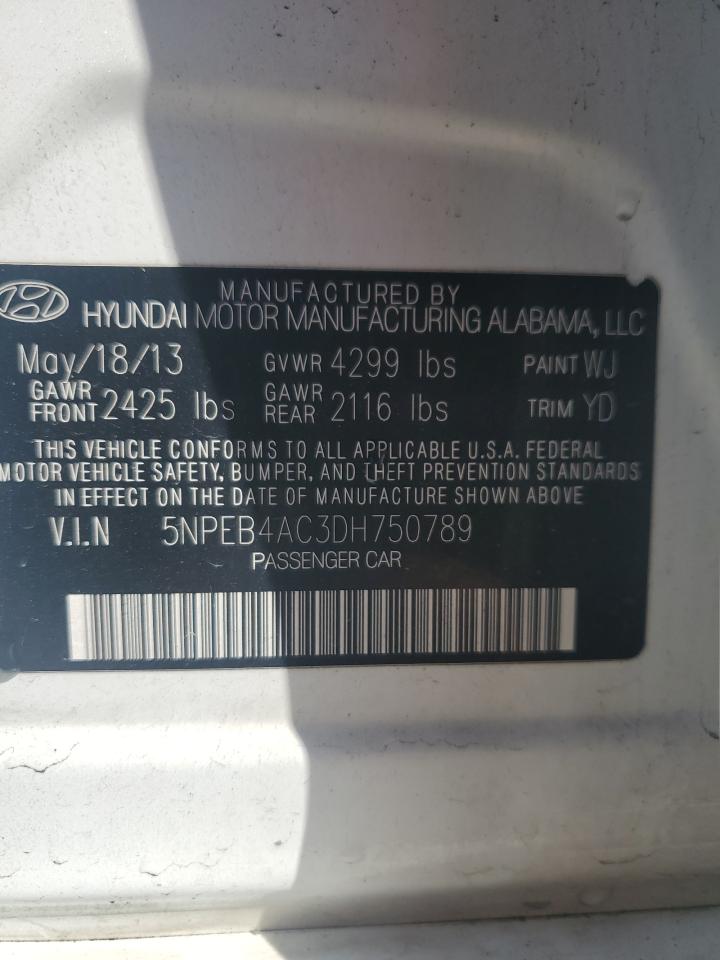 MANUFACTURED BY
HYUNDAI MOTOR MANUFACTURING ALABAMA, LLC
May/18/13 GVWR 4299 lbs PAINT WJ
GAWR FRONT 2425 lbs GAWR REAR 2116 lbs TRIM YD
THIS VEHICLE CONFORMS TO ALL APPLICABLE U.S.A. FEDERAL
MOTOR VEHICLE SAFETY, BUMPER, AND THEFT PREVENTION STANDARDS
IN EFFECT ON THE DATE OF MANUFACTURE SHOWN ABOVE
V.I.N 5NPEB4AC3DH750789
PASSENGER CAR